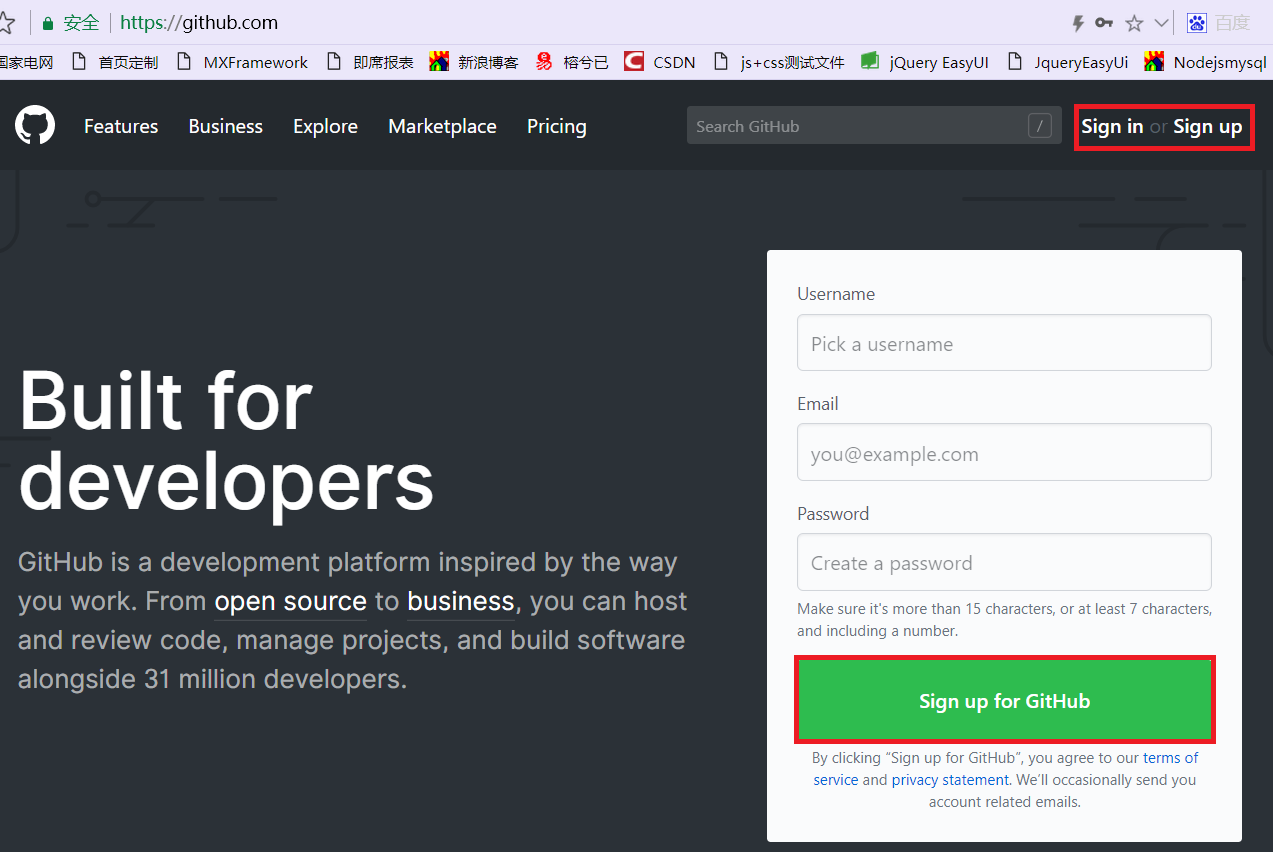 安全 https://github.com 百度
国家电网 首页定制 MXFramework 即席报表 新浪博客 榕兮已 CSDN js+css测试文件 jQuery EasyUI JqueryEasyUi Nodejsmysql
Features Business Explore Marketplace Pricing Search GitHub / Sign in or Sign up
Username
Pick a username
Email
you@example.com
Password
Create a password
Make sure it's more than 15 characters, or at least 7 characters,
and including a number.
Sign up for GitHub
By clicking “Sign up for GitHub”, you agree to our terms of
service and privacy statement. We’ll occasionally send you
account related emails.
Built for
developers
GitHub is a development platform inspired by the way
you work. From open source to business, you can host
and review code, manage projects, and build software
alongside 31 million developers.